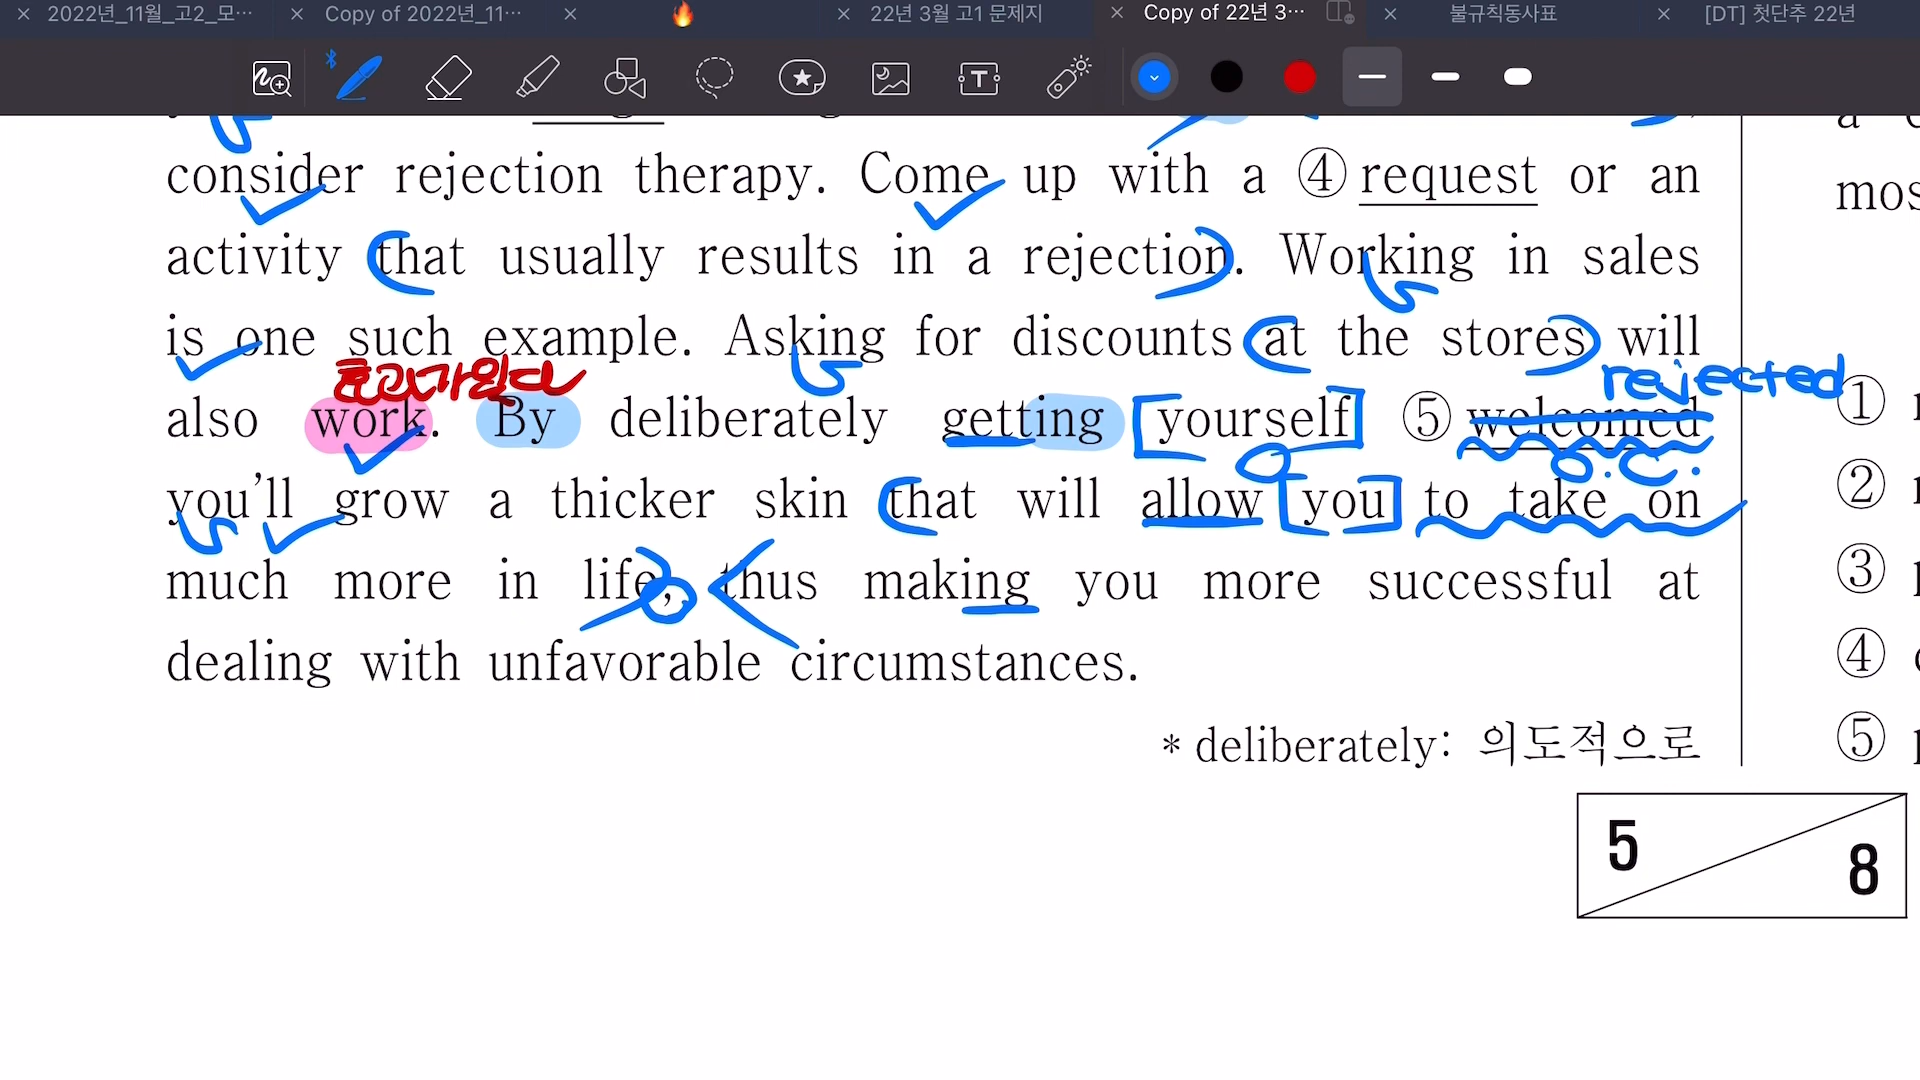 2022년_11월_고2_모… Copy of 2022년_11… 22년 3월 고1 문제지 Copy of 22년 3… 불규칙동사표 [DT] 첫단추 22년
consider rejection therapy. Come up with a ④ request or an
activity that usually results in a rejection. Working in sales
is one such example. Asking for discounts at the stores will
효과가있다 rejected
also work. By deliberately getting yourself ⑤ welcomed
O.C.
you'll grow a thicker skin that will allow you to take on
much more in life, thus making you more successful at
dealing with unfavorable circumstances.
* deliberately: 의도적으로
5 8
a
mos
①
②
③
④
⑤